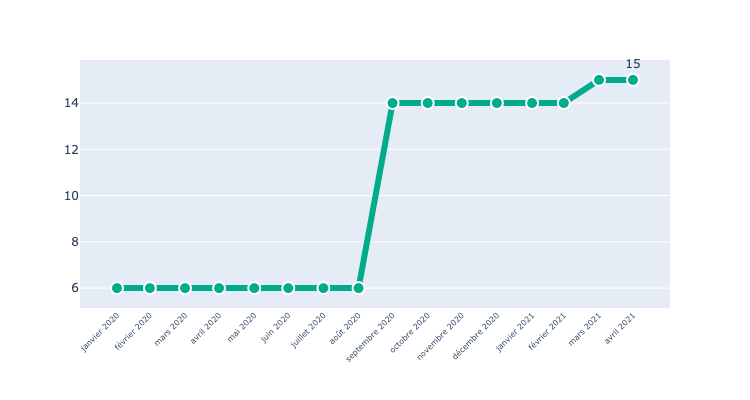 15
14
12
10
8
6
janvier 2020
février 2020
mars 2020
avril 2020
mai 2020
juin 2020
juillet 2020
août 2020
septembre 2020
octobre 2020
novembre 2020
décembre 2020
janvier 2021
février 2021
mars 2021
avril 2021